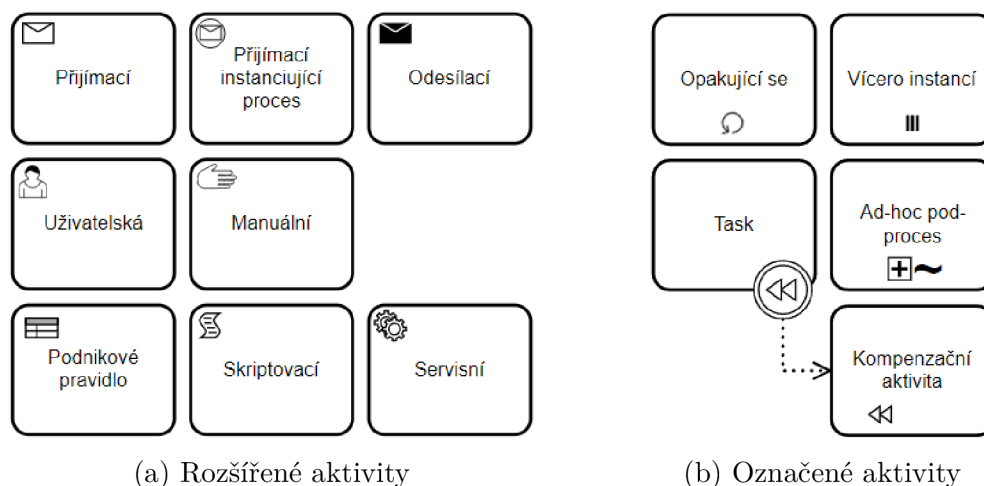 Přijímací
Přijímací
instanciující
proces
Odesílací
Uživatelská
Manuální
Podnikové
pravidlo
Skriptovací
Servisní
(a) Rozšířené aktivity
Opakující se
Vícero instancí
Task
Ad-hoc pod-
proces
Kompenzační
aktivita
(b) Označené aktivity